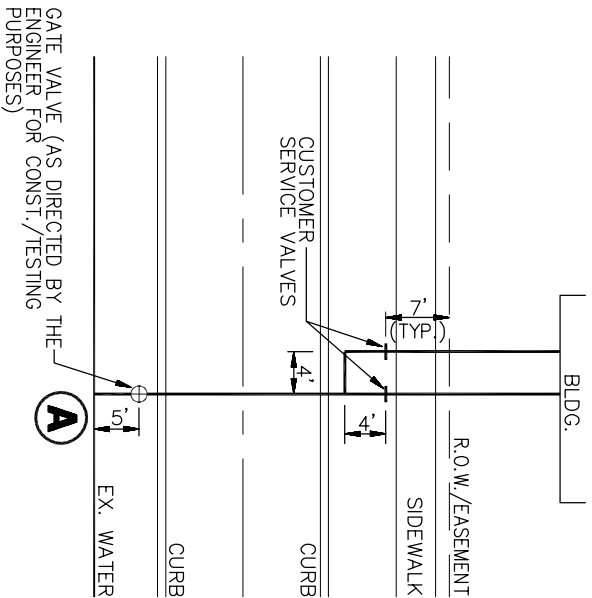 BLDG.
R.O.W./EASEMENT
SIDEWALK
CURB
CURB
EX. WATER
7'
(TYP.)
4'
4'
5'
CUSTOMER
SERVICE VALVES
GATE VALVE (AS DIRECTED BY THE
ENGINEER FOR CONST./TESTING
PURPOSES)
A